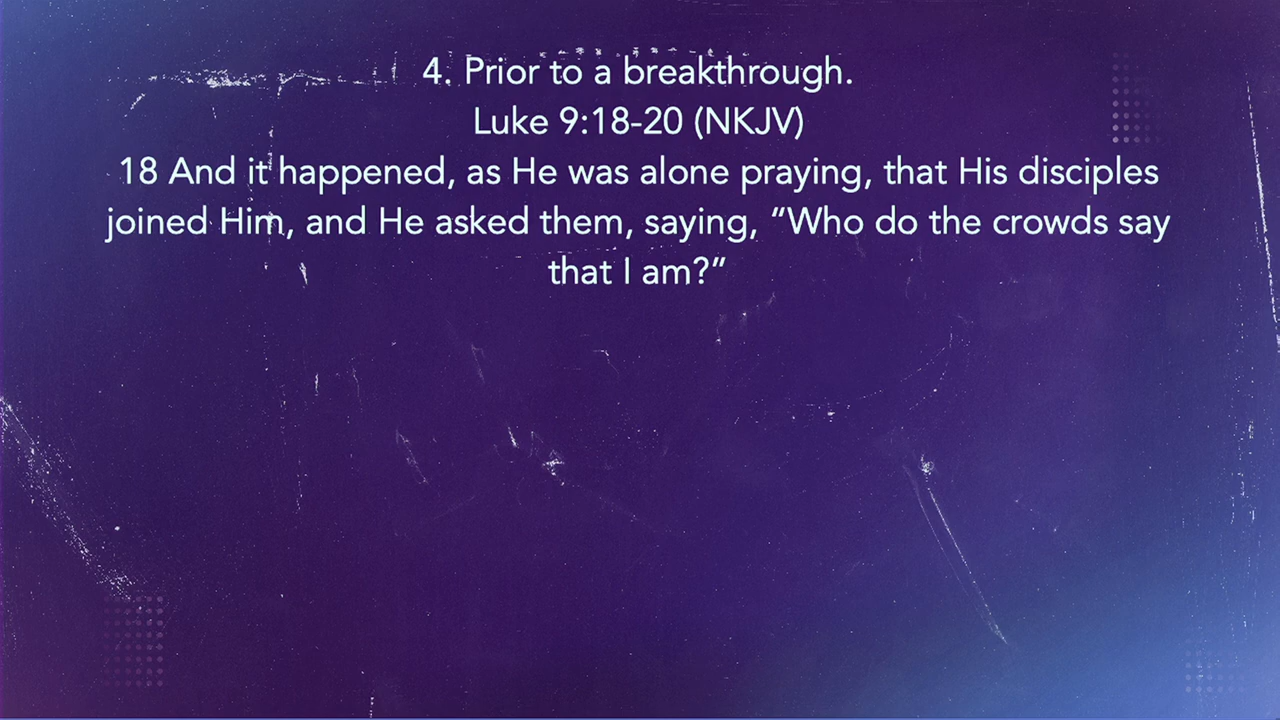 4. Prior to a breakthrough.
Luke 9:18-20 (NKJV)
18 And it happened, as He was alone praying, that His disciples
joined Him, and He asked them, saying, “Who do the crowds say
that I am?”